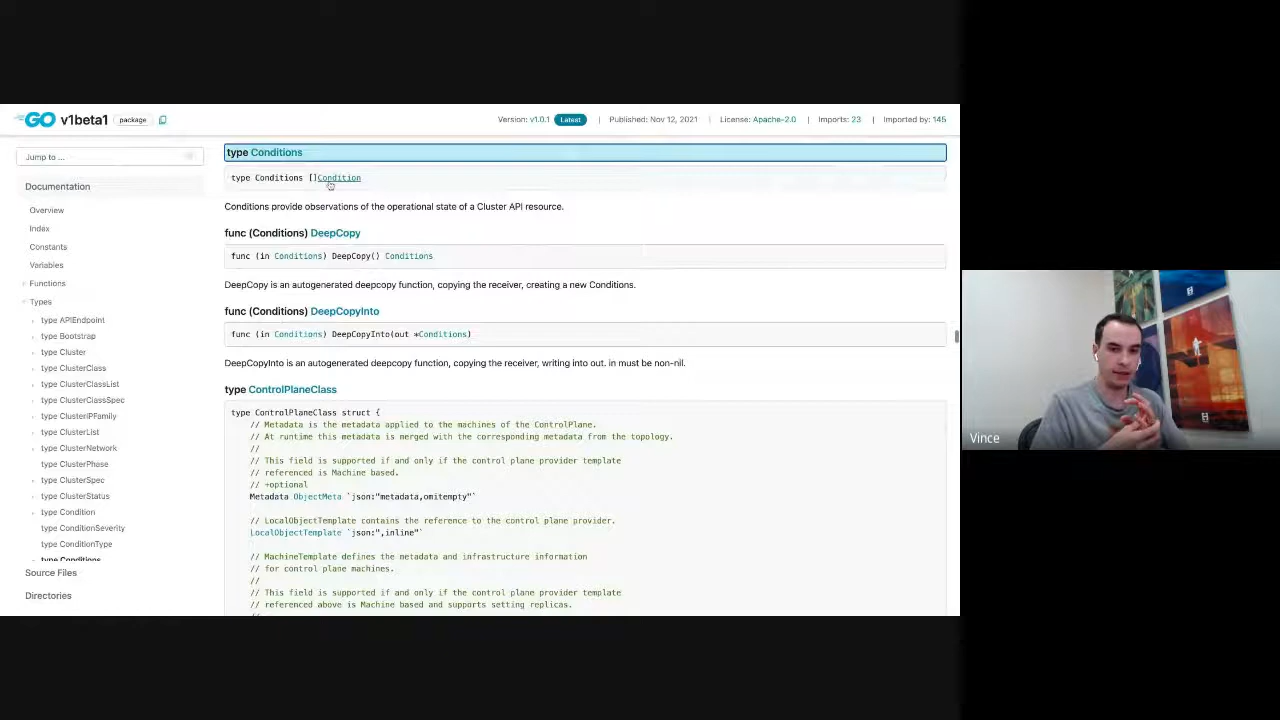 GO v1beta1 package
Version: v1.0.1 Latest | Published: Nov 12, 2021 | License: Apache-2.0 | Imports: 23 | Imported by: 145
Jump to ...
Documentation
Overview
Index
Constants
Variables
Functions
Types
type APIEndpoint
type Bootstrap
type Cluster
type ClusterClass
type ClusterClassList
type ClusterClassSpec
type ClusterIPFamily
type ClusterList
type ClusterNetwork
type ClusterPhase
type ClusterSpec
type ClusterStatus
type Condition
type ConditionSeverity
type ConditionType
type Conditions
Source Files
Directories
type Conditions
type Conditions []Condition
Conditions provide observations of the operational state of a Cluster API resource.
func (Conditions) DeepCopy
func (in Conditions) DeepCopy() Conditions
DeepCopy is an autogenerated deepcopy function, copying the receiver, creating a new Conditions.
func (Conditions) DeepCopyInto
func (in Conditions) DeepCopyInto(out *Conditions)
DeepCopyInto is an autogenerated deepcopy function, copying the receiver, writing into out. in must be non-nil.
type ControlPlaneClass
type ControlPlaneClass struct {
// Metadata is the metadata applied to the machines of the ControlPlane.
// At runtime this metadata is merged with the corresponding metadata from the topology.
//
// This field is supported if and only if the control plane provider template
// referenced is Machine based.
// +optional
Metadata ObjectMeta `json:"metadata,omitempty"`
// LocalObjectTemplate contains the reference to the control plane provider.
LocalObjectTemplate `json:",inline"`
// MachineTemplate defines the metadata and infrastructure information
// for control plane machines.
//
// This field is supported if and only if the control plane provider template
// referenced above is Machine based and supports setting replicas.
//
Vince